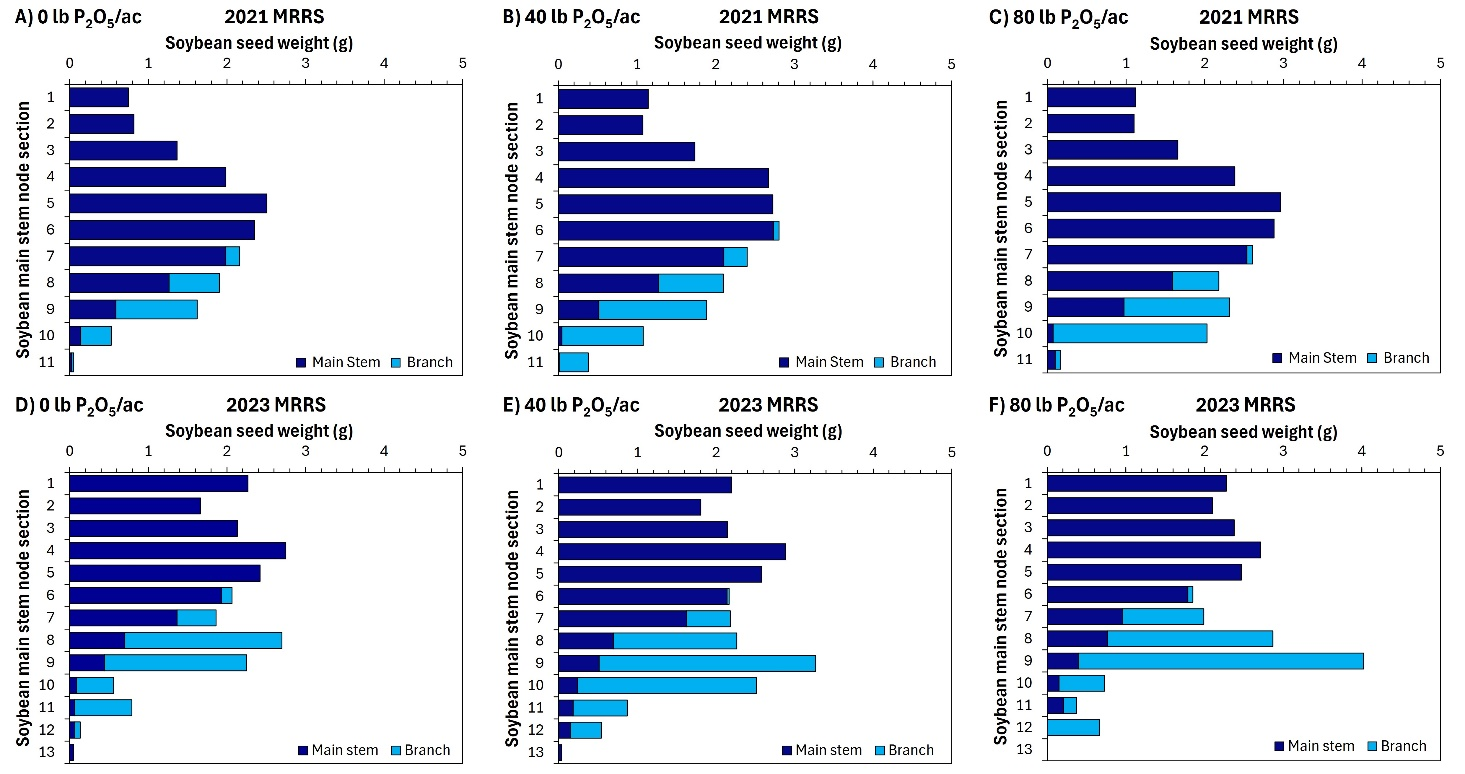 A) 0 lb P₂O₅/ac 2021 MRRS
Soybean seed weight (g)
0 1 2 3 4 5
Soybean main stem node section
1
2
3
4
5
6
7
8
9
10
11
Main Stem Branch
B) 40 lb P₂O₅/ac 2021 MRRS
Soybean seed weight (g)
0 1 2 3 4 5
Soybean main stem node section
1
2
3
4
5
6
7
8
9
10
11
Main Stem Branch
C) 80 lb P₂O₅/ac 2021 MRRS
Soybean seed weight (g)
0 1 2 3 4 5
Soybean main stem node section
1
2
3
4
5
6
7
8
9
10
11
Main Stem Branch
D) 0 lb P₂O₅/ac 2023 MRRS
Soybean seed weight (g)
0 1 2 3 4 5
Soybean main stem node section
1
2
3
4
5
6
7
8
9
10
11
12
13
Main stem Branch
E) 40 lb P₂O₅/ac 2023 MRRS
Soybean seed weight (g)
0 1 2 3 4 5
Soybean main stem node section
1
2
3
4
5
6
7
8
9
10
11
12
13
Main stem Branch
F) 80 lb P₂O₅/ac 2023 MRRS
Soybean seed weight (g)
0 1 2 3 4 5
Soybean main stem node section
1
2
3
4
5
6
7
8
9
10
11
12
13
Main stem Branch